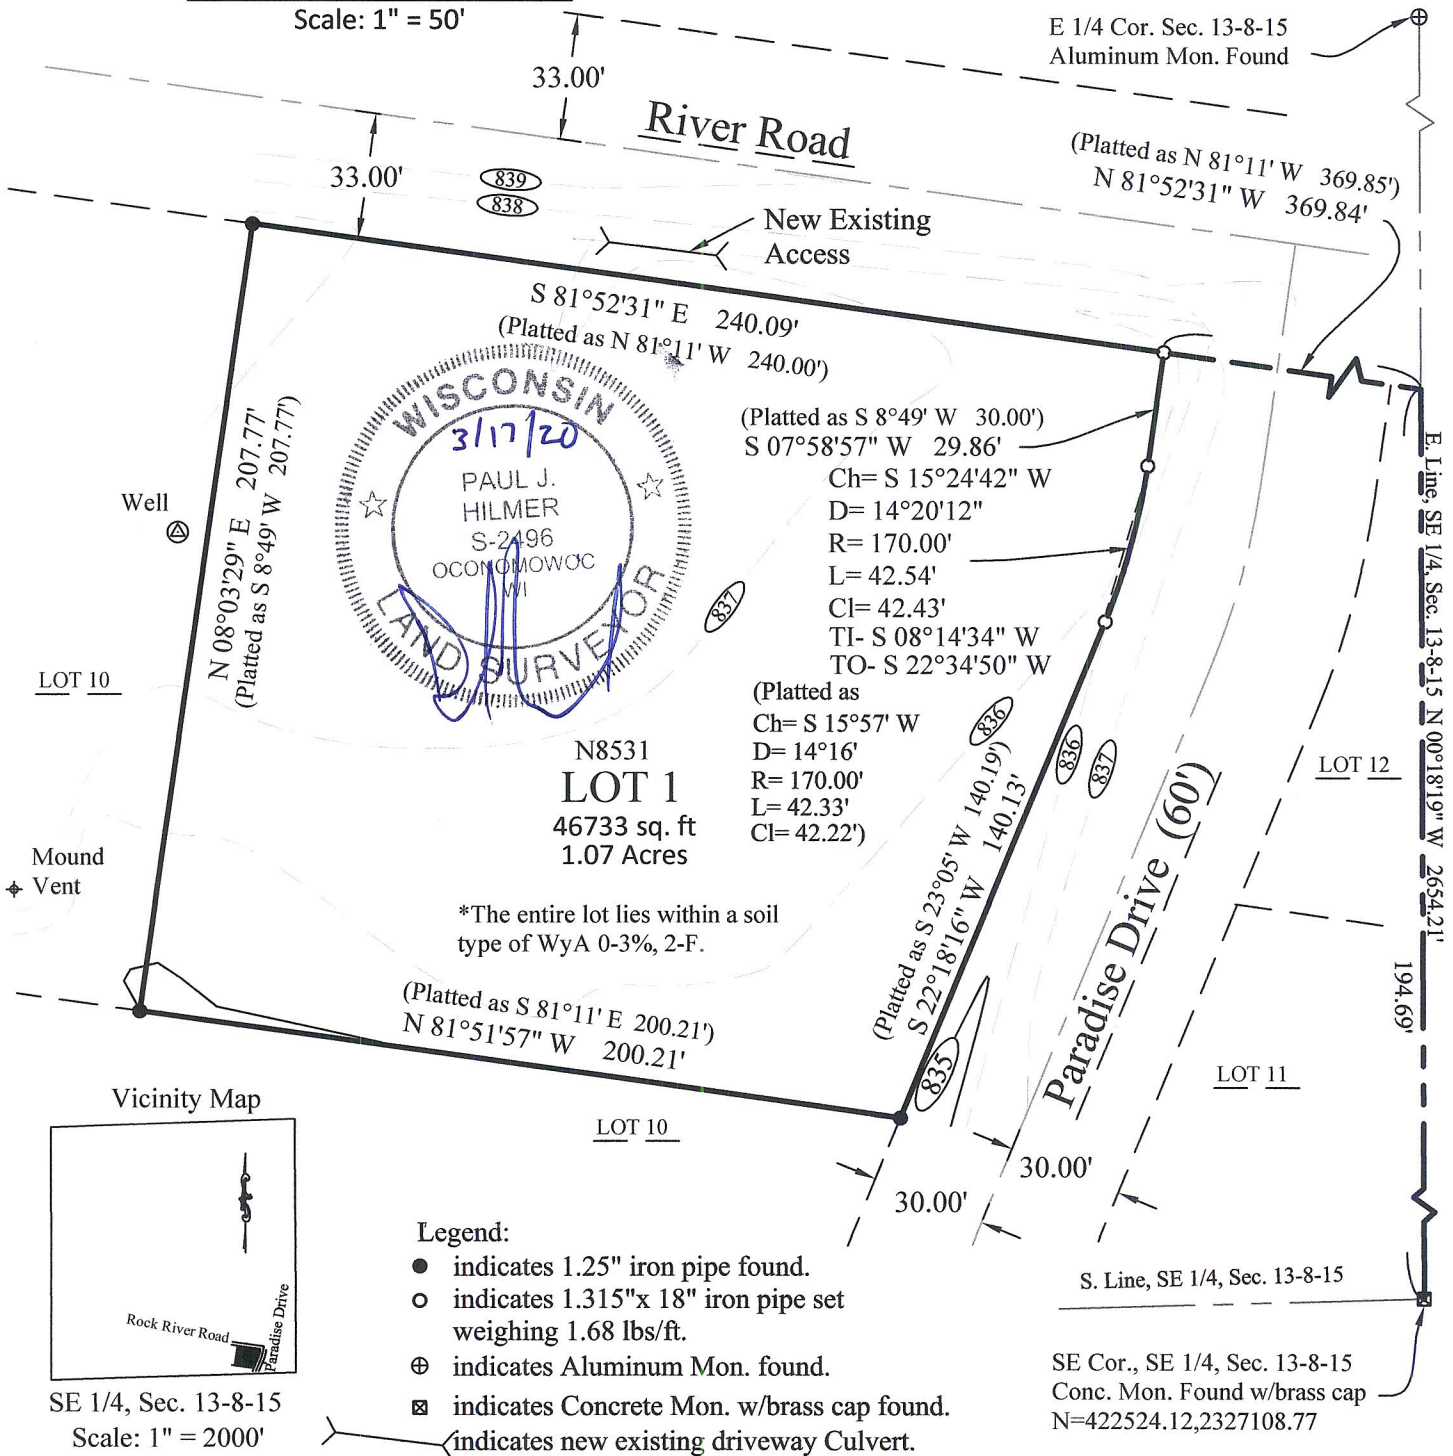 Scale: 1" = 50'
E 1/4 Cor. Sec. 13-8-15
Aluminum Mon. Found
33.00'
River Road
(Platted as N 81°11' W 369.85')
N 81°52'31" W 369.84'
33.00'
839
838
New Existing
Access
S 81°52'31" E 240.09'
(Platted as N 81°11' W 240.00')
WISCONSIN
3/17/20
PAUL J.
HILMER
S-2496
OCONOMOWOC
WI
LAND SURVEYOR
(Platted as S 8°49' W 30.00')
S 07°58'57" W 29.86'
Ch= S 15°24'42" W
D= 14°20'12"
R= 170.00'
L= 42.54'
Cl= 42.43'
TI- S 08°14'34" W
TO- S 22°34'50" W
(Platted as
Ch= S 15°57' W
D= 14°16'
R= 170.00'
L= 42.33'
Cl= 42.22')
N 08°03'29" E 207.77'
(Platted as S 8°49' W 207.77')
Well
LOT 10
837
836
836
837
E. Line, SE 1/4, Sec. 13-8-15 N 00°18'19" W 2654.21'
LOT 12
N8531
LOT 1
46733 sq. ft
1.07 Acres
Mound
Vent
*The entire lot lies within a soil
type of WyA 0-3%, 2-F.
(Platted as S 23°05' W 140.19')
S 22°18'16" W 140.13'
Paradise Drive (60')
194.69'
(Platted as S 81°11' E 200.21')
N 81°51'57" W 200.21'
835
LOT 11
LOT 10
30.00'
30.00'
Vicinity Map
Rock River Road
Paradise Drive
SE 1/4, Sec. 13-8-15
Scale: 1" = 2000'
Legend:
indicates 1.25" iron pipe found.
indicates 1.315"x 18" iron pipe set
weighing 1.68 lbs/ft.
indicates Aluminum Mon. found.
indicates Concrete Mon. w/brass cap found.
indicates new existing driveway Culvert.
S. Line, SE 1/4, Sec. 13-8-15
SE Cor., SE 1/4, Sec. 13-8-15
Conc. Mon. Found w/brass cap
N=422524.12,2327108.77